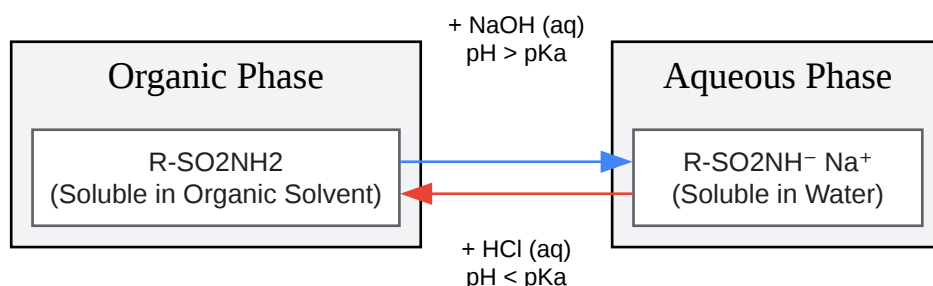 + NaOH (aq)
pH > pKa
Organic Phase
Aqueous Phase
R-SO2NH2
(Soluble in Organic Solvent)
R-SO2NH⁻ Na⁺
(Soluble in Water)
+ HCl (aq)
pH < pKa